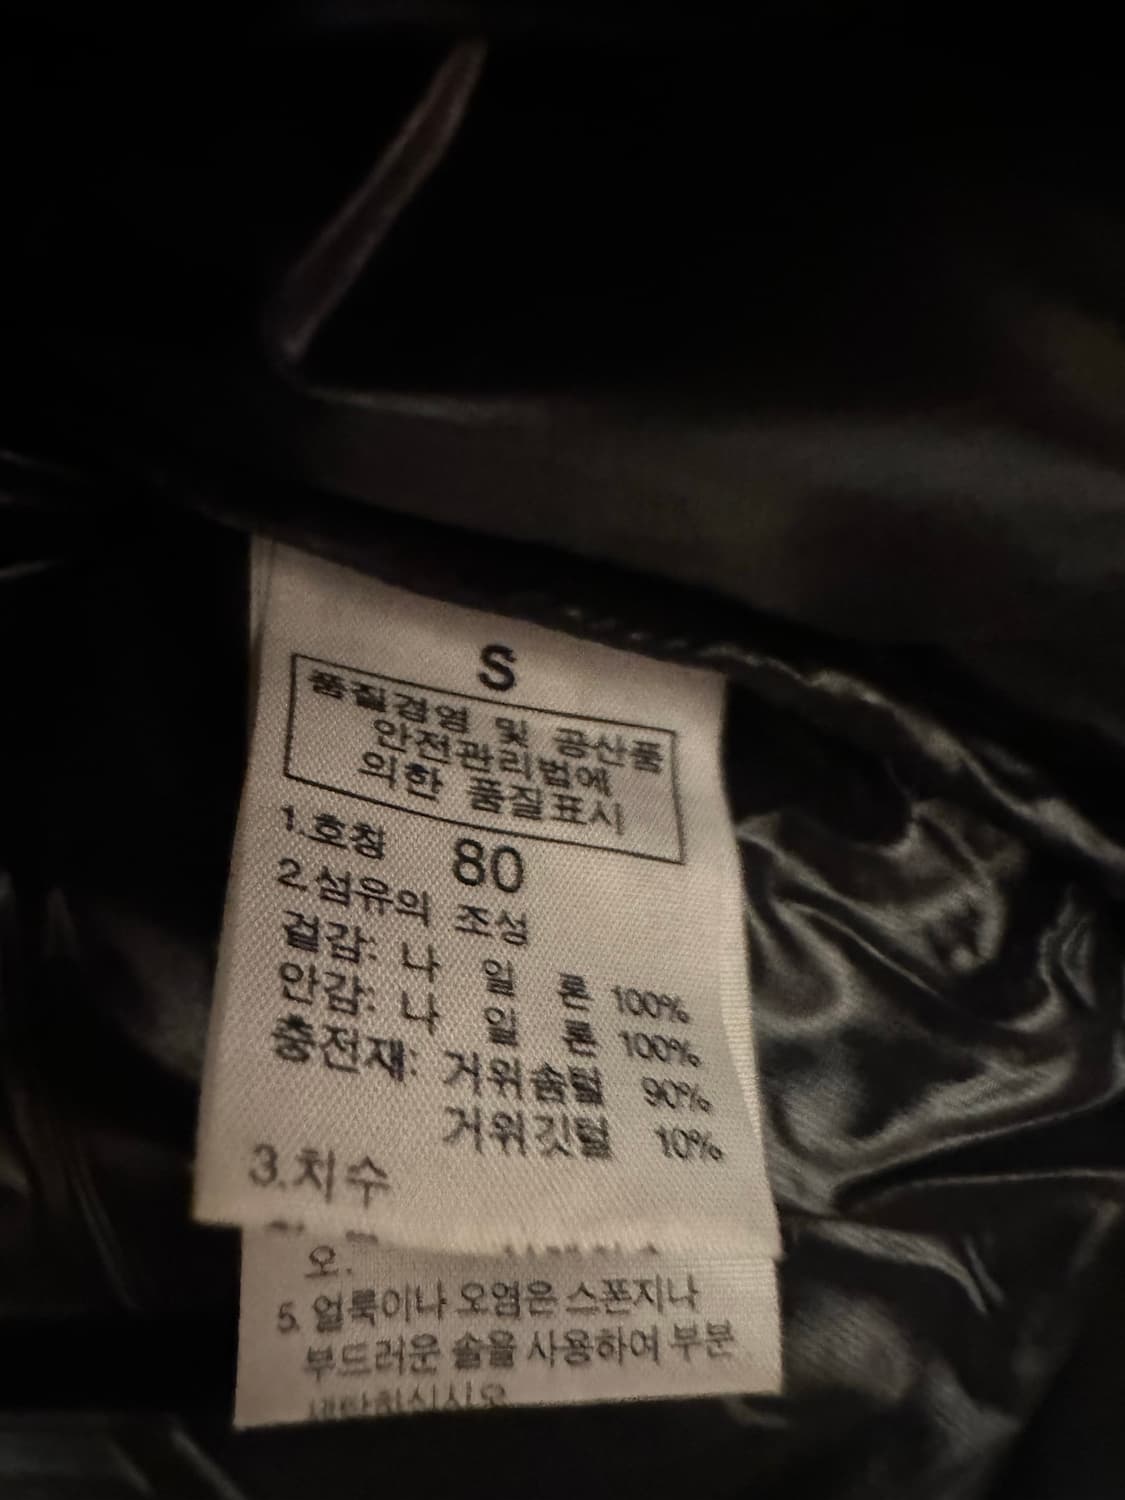 S
품질경영 및 공산품
안전관리법에
의한 품질표시
1.호칭 80
2.섬유의 조성
겉감: 나 일 론 100%
안감: 나 일 론 100%
충전재: 거위솜털 90%
거위깃털 10%
3.치수
오.
5. 얼룩이나 오염은 스폰지나
부드러운 솔을 사용하여 부분